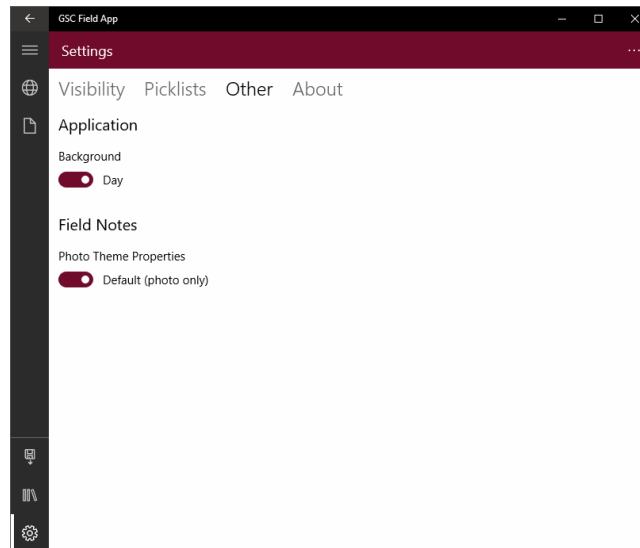 GSC Field App
Settings
Visibility Picklists Other About
Application
Background
Day
Field Notes
Photo Theme Properties
Default (photo only)